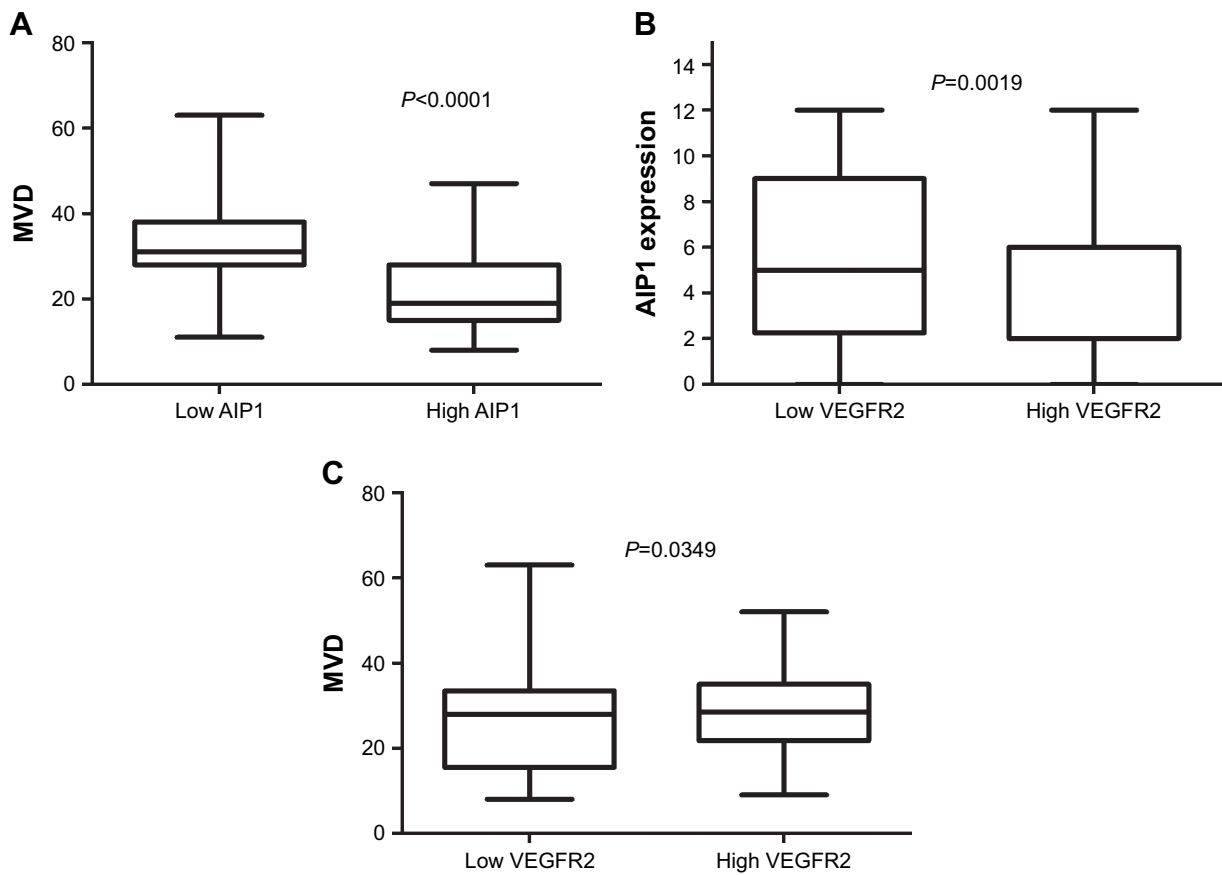 A
80
60
40
20
0
MVD
P<0.0001
Low AIP1
High AIP1
B
14
12
10
8
6
4
2
0
AIP1 expression
P=0.0019
Low VEGFR2
High VEGFR2
C
80
60
40
20
0
MVD
P=0.0349
Low VEGFR2
High VEGFR2